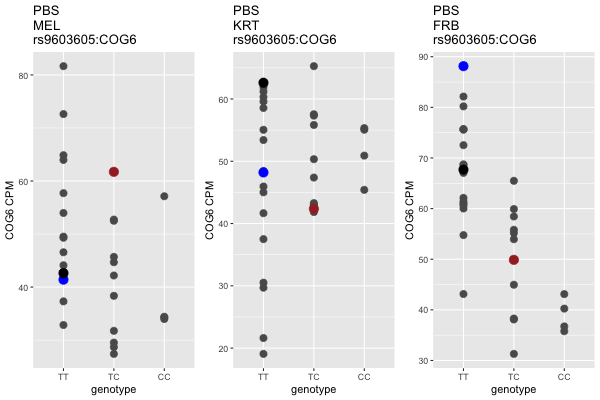 PBS
MEL
rs9603605:COG6
80
60
40
COG6 CPM
TT
TC
CC
genotype
PBS
KRT
rs9603605:COG6
60
50
40
30
20
COG6 CPM
TT
TC
CC
genotype
PBS
FRB
rs9603605:COG6
90
80
70
60
50
40
30
COG6 CPM
TT
TC
CC
genotype